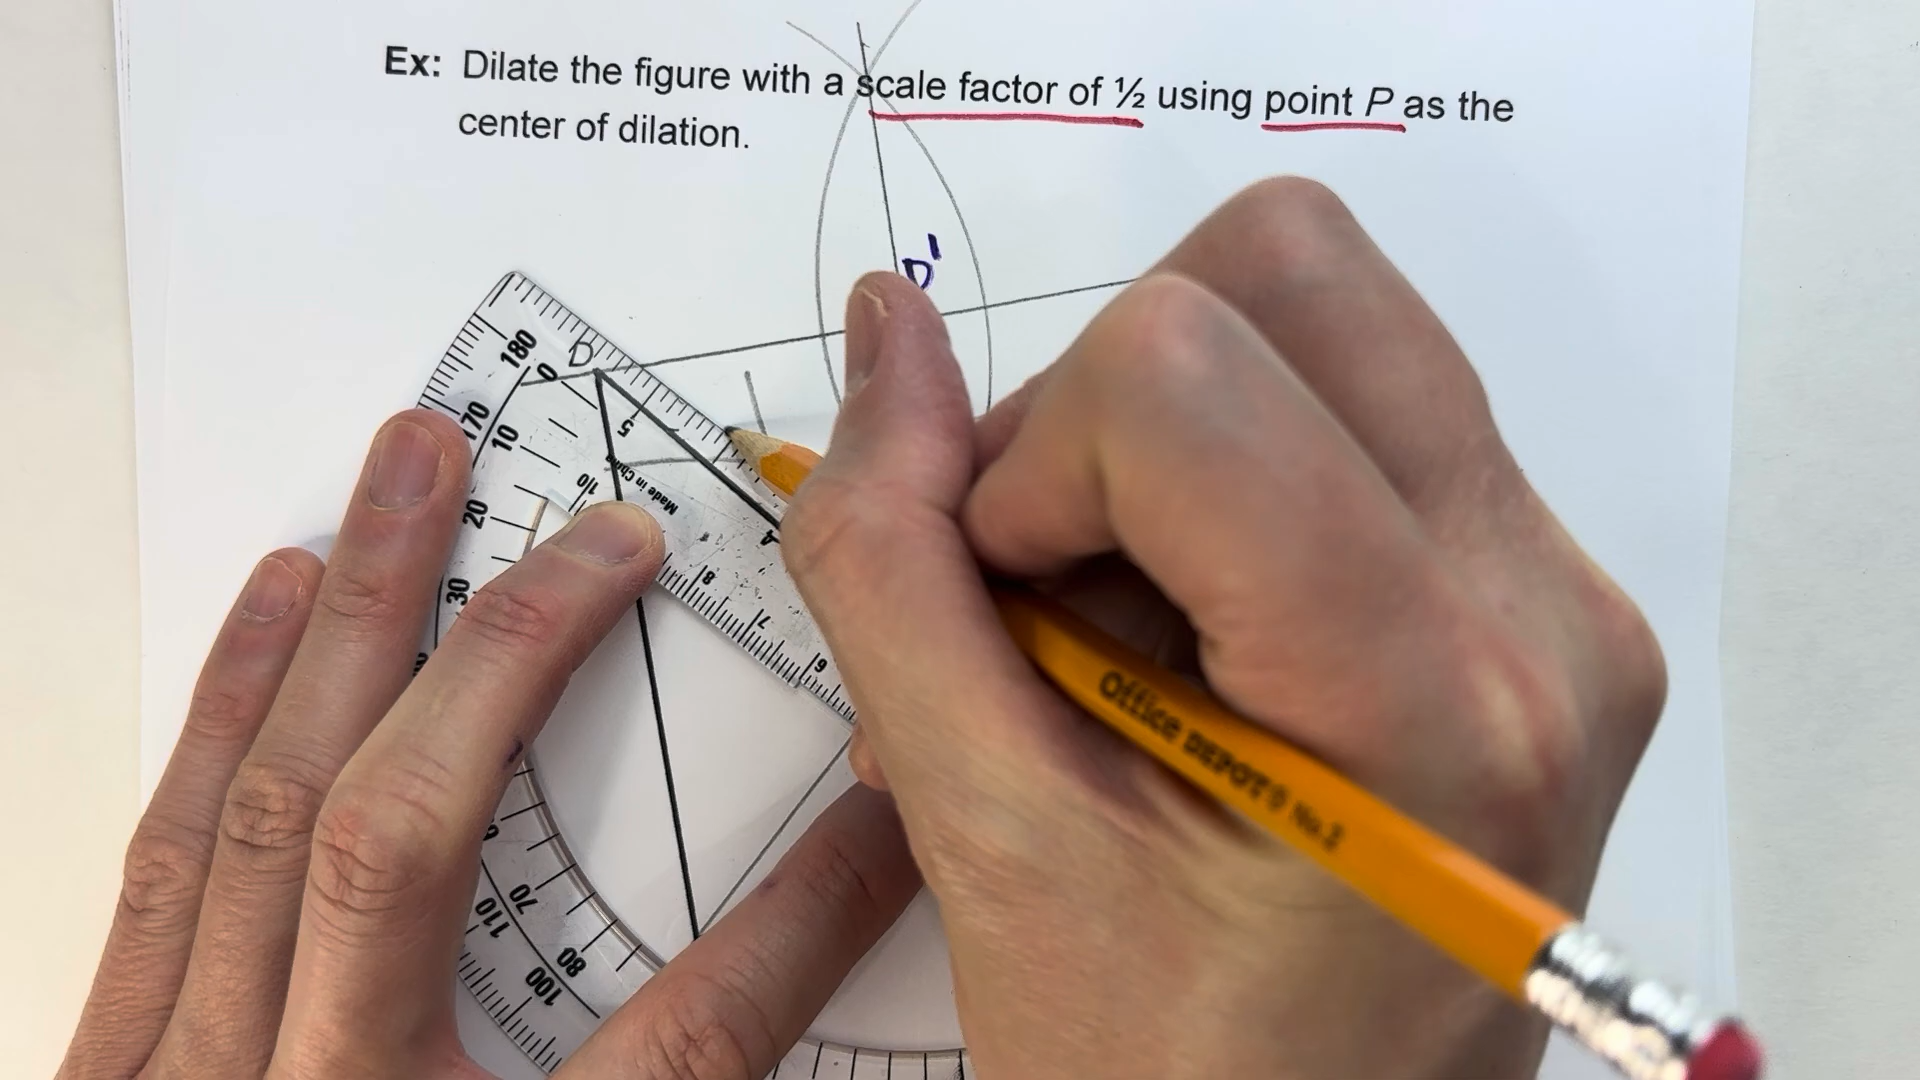 Ex: Dilate the figure with a scale factor of ½ using point P as the
center of dilation.
D'
D
180
0
170
10
20
30
5
10
Made in China
4
8
7
6
70
110
80
100
Office DEPOT® No.2